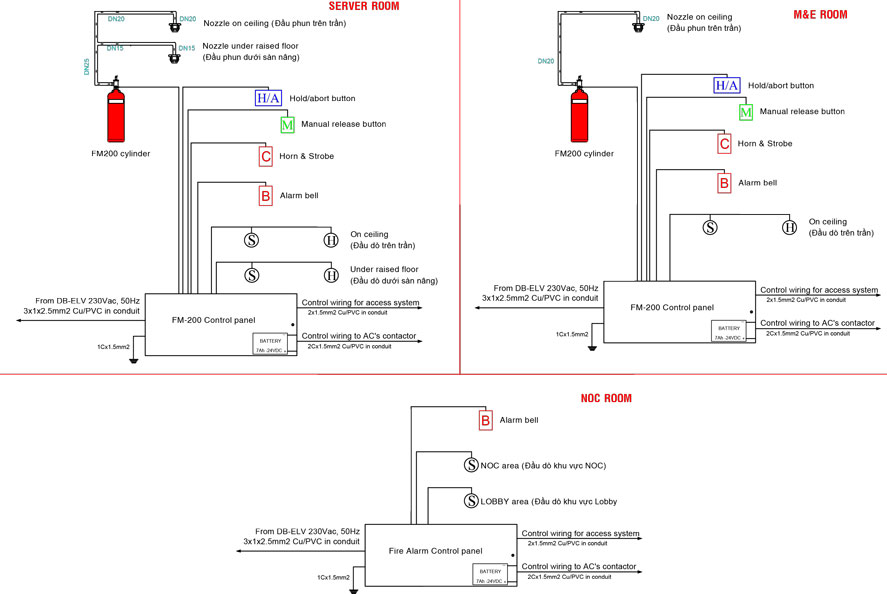 SERVER ROOM
DN20
DN20
Nozzle on ceiling (Đầu phun trên trần)
DN15
DN15
Nozzle under raised floor
(Đầu phun dưới sàn nâng)
DN25
FM200 cylinder
H/A
Hold/abort button
M
Manual release button
C
Horn & Strobe
B
Alarm bell
S
H
On ceiling
(Đầu dò trên trần)
S
H
Under raised floor
(Đầu dò dưới sàn nâng)
From DB-ELV 230Vac, 50Hz
3x1x2.5mm2 Cu/PVC in conduit
1Cx1.5mm2
FM-200 Control panel
BATTERY
7Ah -24VDC +
Control wiring for access system
2x1.5mm2 Cu/PVC in conduit
Control wiring to AC's contactor
2Cx1.5mm2 Cu/PVC in conduit
M&E ROOM
DN20
Nozzle on ceiling
(Đầu phun trên trần)
DN20
FM200 cylinder
H/A
Hold/abort button
M
Manual release button
C
Horn & Strobe
B
Alarm bell
S
H
On ceiling
(Đầu dò trên trần)
From DB-ELV 230Vac, 50Hz
3x1x2.5mm2 Cu/PVC in conduit
1Cx1.5mm2
FM-200 Control panel
BATTERY
7Ah -24VDC +
Control wiring for access system
2x1.5mm2 Cu/PVC in conduit
Control wiring to AC's contactor
2Cx1.5mm2 Cu/PVC in conduit
NOC ROOM
B
Alarm bell
S
NOC area (Đầu dò khu vực NOC)
S
LOBBY area (Đầu dò khu vực Lobby
From DB-ELV 230Vac, 50Hz
3x1x2.5mm2 Cu/PVC in conduit
1Cx1.5mm2
Fire Alarm Control panel
BATTERY
7Ah -24VDC +
Control wiring for access system
2x1.5mm2 Cu/PVC in conduit
Control wiring to AC's contactor
2Cx1.5mm2 Cu/PVC in conduit